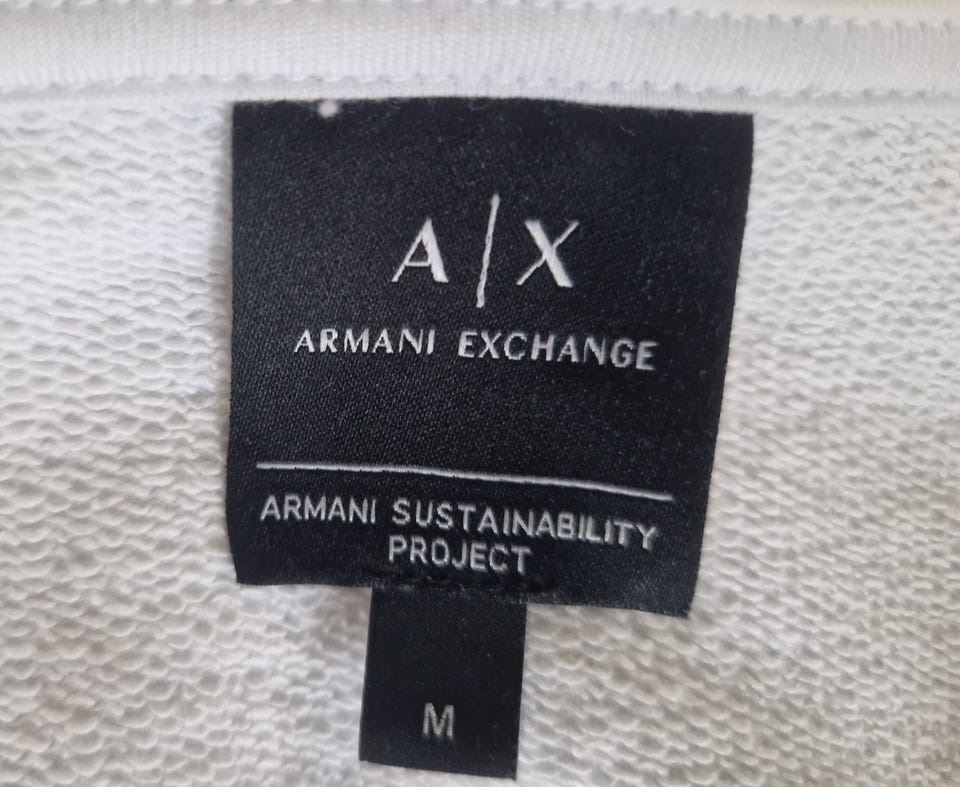 A|X
ARMANI EXCHANGE
ARMANI SUSTAINABILITY
PROJECT
M